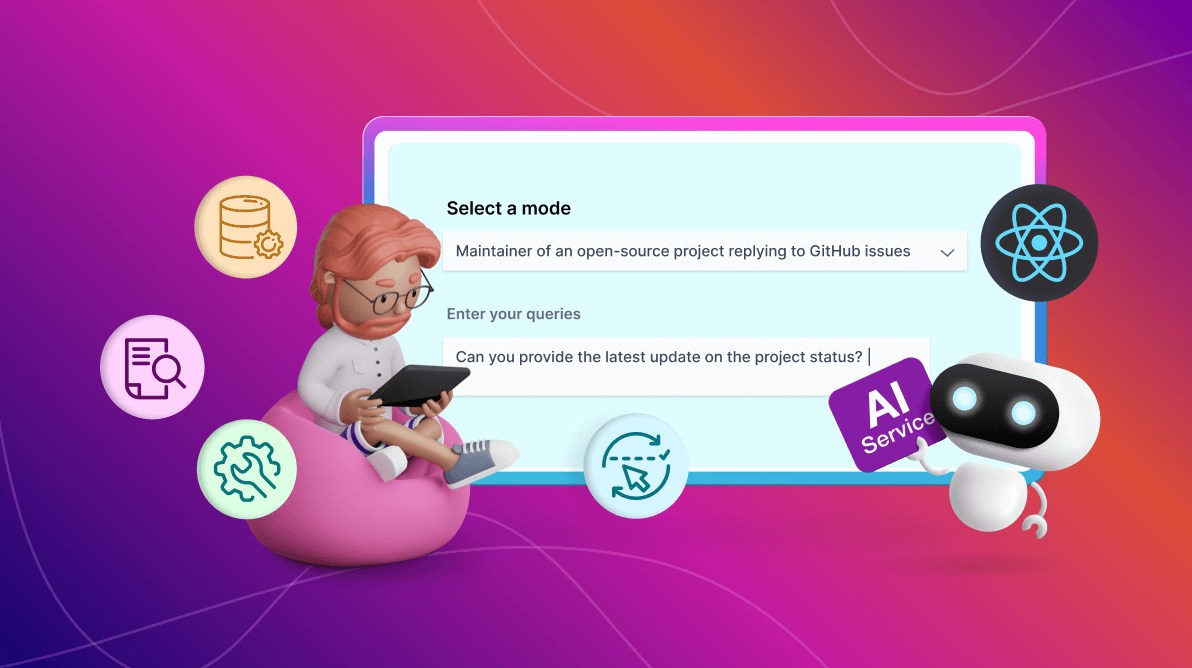 Select a mode
Maintainer of an open-source project replying to GitHub issues
Enter your queries
Can you provide the latest update on the project status?
AI
Service